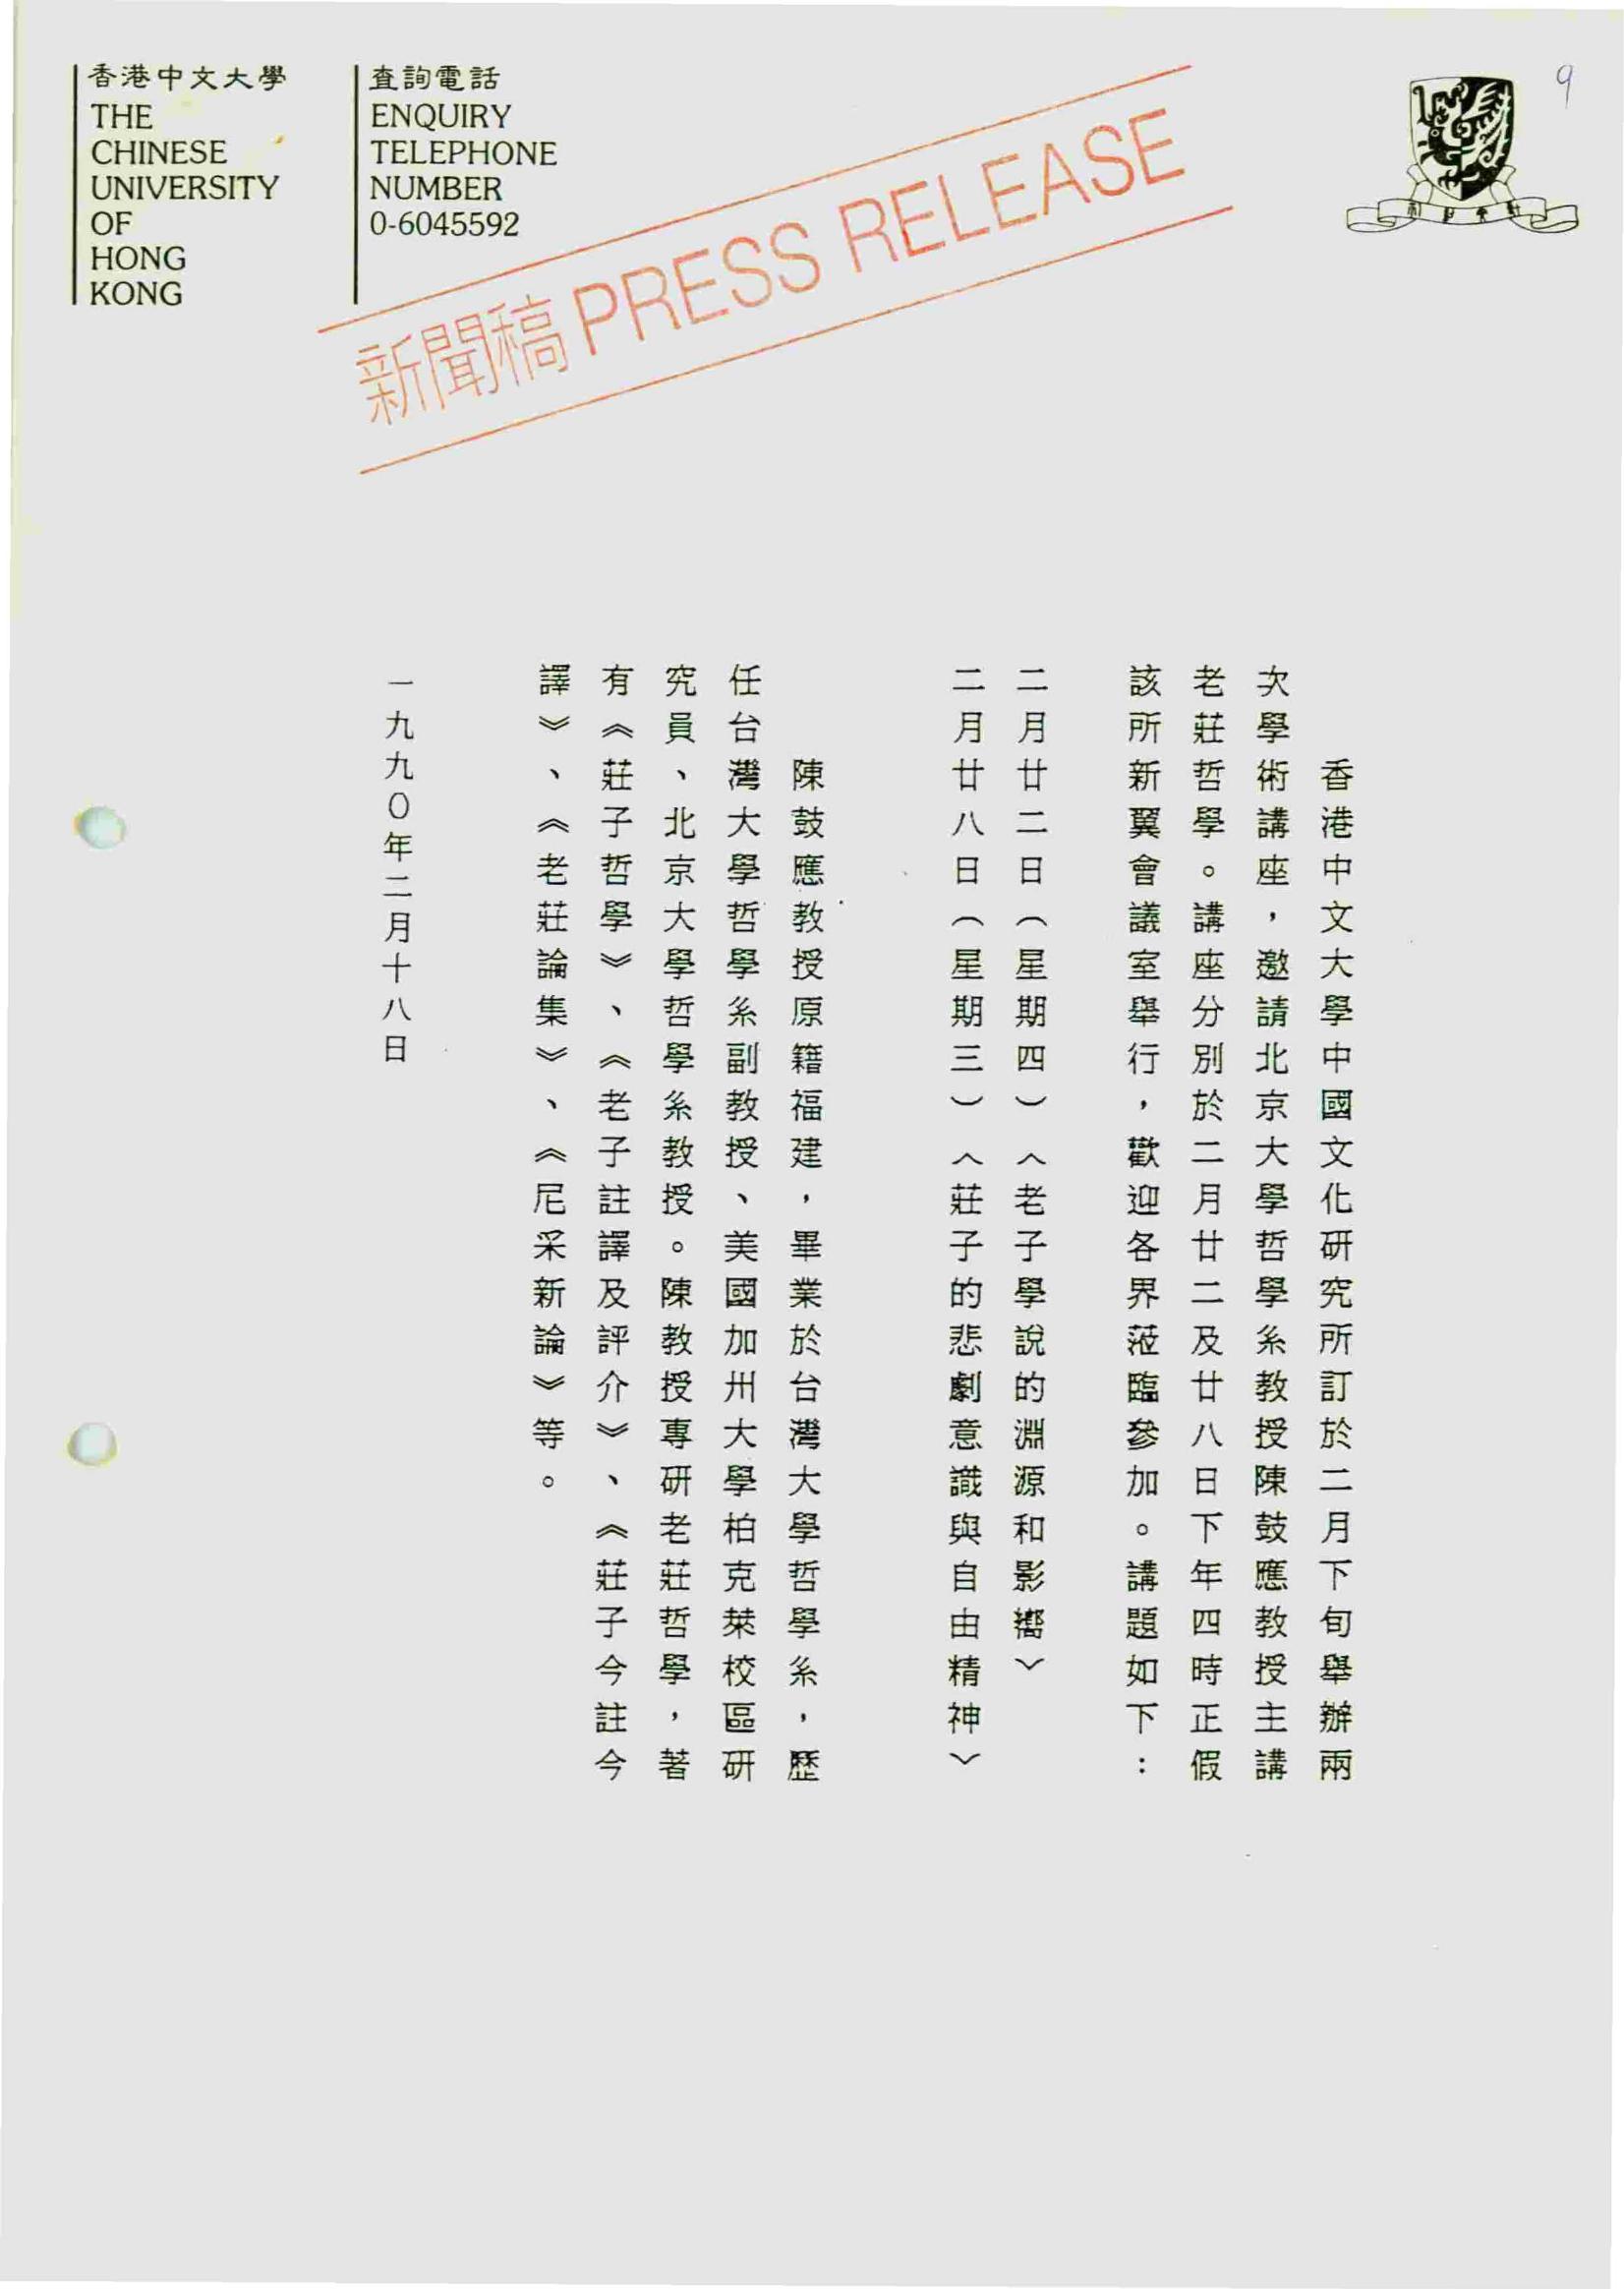 香港中文大學
THE
CHINESE
UNIVERSITY
OF
HONG
KONG
查詢電話
ENQUIRY
TELEPHONE
NUMBER
0-6045592
新聞稿 PRESS RELEASE
9
香港中文大學中國文化研究所訂於二月下旬舉辦兩
次學術講座，邀請北京大學哲學系教授陳鼓應教授主講
老莊哲學。講座分別於二月廿二及廿八日下年四時正假
該所新翼會議室舉行，歡迎各界蒞臨參加。講題如下：
二月廿二日（星期四）〈老子學說的淵源和影嚮〉
二月廿八日（星期三）〈莊子的悲劇意識與自由精神〉
陳鼓應教授原籍福建，畢業於台灣大學哲學系，歷
任台灣大學哲學系副教授、美國加州大學柏克萊校區研
究員、北京大學哲學系教授。陳教授專研老莊哲學，著
有《莊子哲學》、《老子註譯及評介》、《莊子今註今
譯》、《老莊論集》、《尼采新論》等。
一九九〇年二月十八日